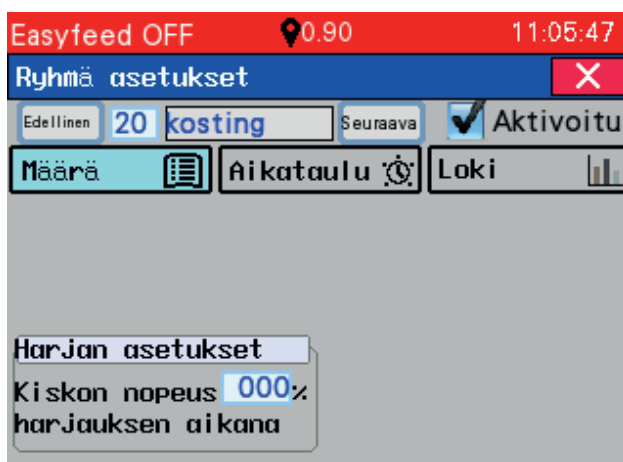 Easyfeed OFF 0.90 11:05:47
Ryhmä asetukset X
Edellinen 20 kosting Seuraava Aktivoitu
Määrä Aikataulu Loki
Harjan asetukset
Kiskon nopeus 000%
harjauksen aikana